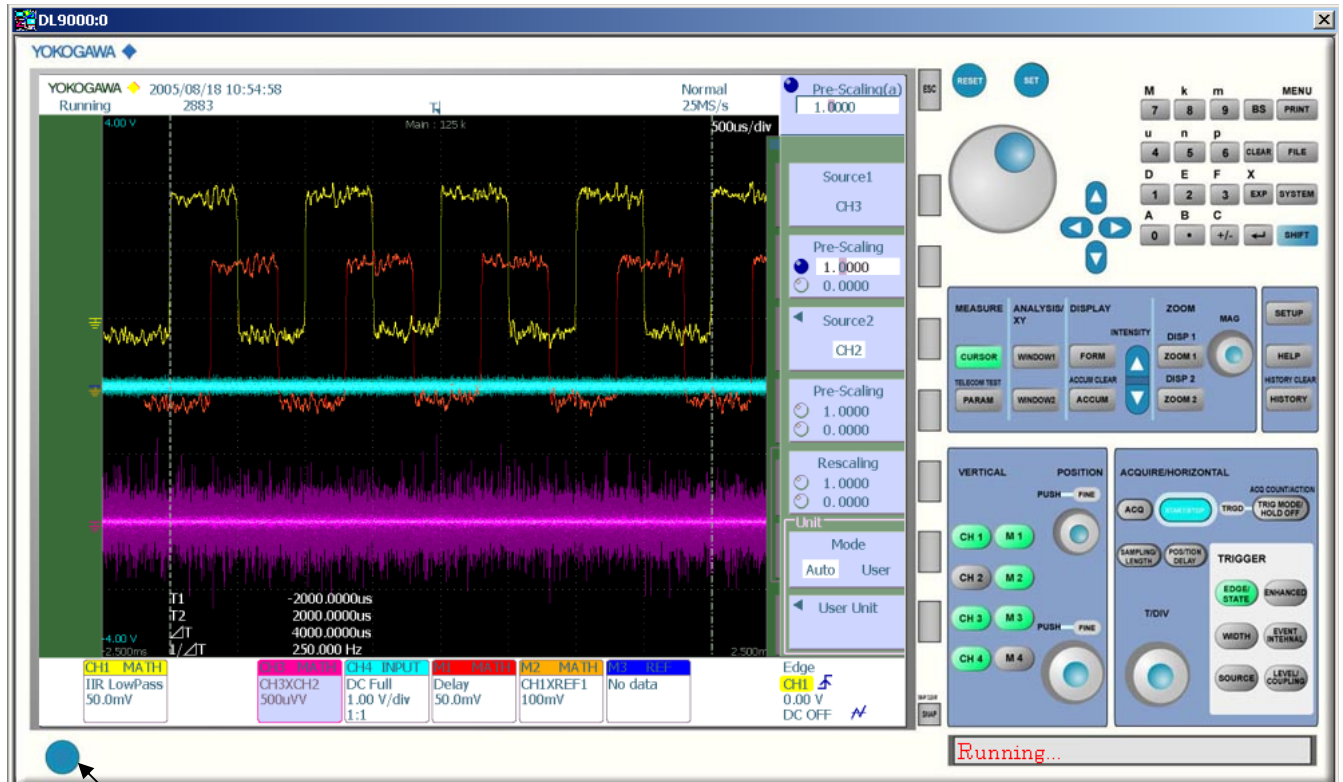 DL9000:0
YOKOGAWA
YOKOGAWA 2005/08/18 10:54:58
Normal
Running 2883
25MS/s
4.00 V
Main : 125 k
500us/div
T1 -2000.0000us
T2 2000.0000us
⊿T 4000.0000us
1/⊿T 250.000 Hz
-4.00 V
-2.500ms
2.500m
CH1 MATH
IIR LowPass
50.0mV
CH3 MATH
CH3XCH2
500uVV
CH4 INPUT
DC Full
1.00 V/div
1:1
M1 MATH
Delay
50.0mV
M2 MATH
CH1XREF1
100mV
M3 REF
No data
Edge
CH1
0.00 V
DC OFF
Pre-Scaling(a)
1.0000
Source1
CH3
Pre-Scaling
1.0000
0.0000
Source2
CH2
Pre-Scaling
1.0000
0.0000
Rescaling
1.0000
0.0000
Unit
Mode
Auto User
User Unit
ESC
RESET SET
M k m MENU
7 8 9 BS PRINT
u n p
4 5 6 CLEAR FILE
D E F X
1 2 3 EXP SYSTEM
A B C
0 • +/- SHIFT
MEASURE ANALYSIS/XY DISPLAY ZOOM
INTENSITY DISP 1 MAG
CURSOR WINDOW1 FORM ZOOM 1
TELECOM TEST ACCUM CLEAR DISP 2
PARAM WINDOW2 ACCUM ZOOM 2
SETUP
HELP
HISTORY CLEAR
HISTORY
VERTICAL POSITION
PUSH FINE
CH 1 M 1
CH 2 M 2
CH 3 M 3
PUSH FINE
CH 4 M 4
ACQUIRE/HORIZONTAL
ACQ COUNT/ACTION
ACQ START/STOP TRGD TRIG MODE/HOLD OFF
SAMPLING/LENGTH POSITION DELAY
T/DIV
TRIGGER
EDGE/STATE ENHANCED
WIDTH EVENT INTERVAL
SOURCE LEVEL/COUPLING
SNAP
Running...